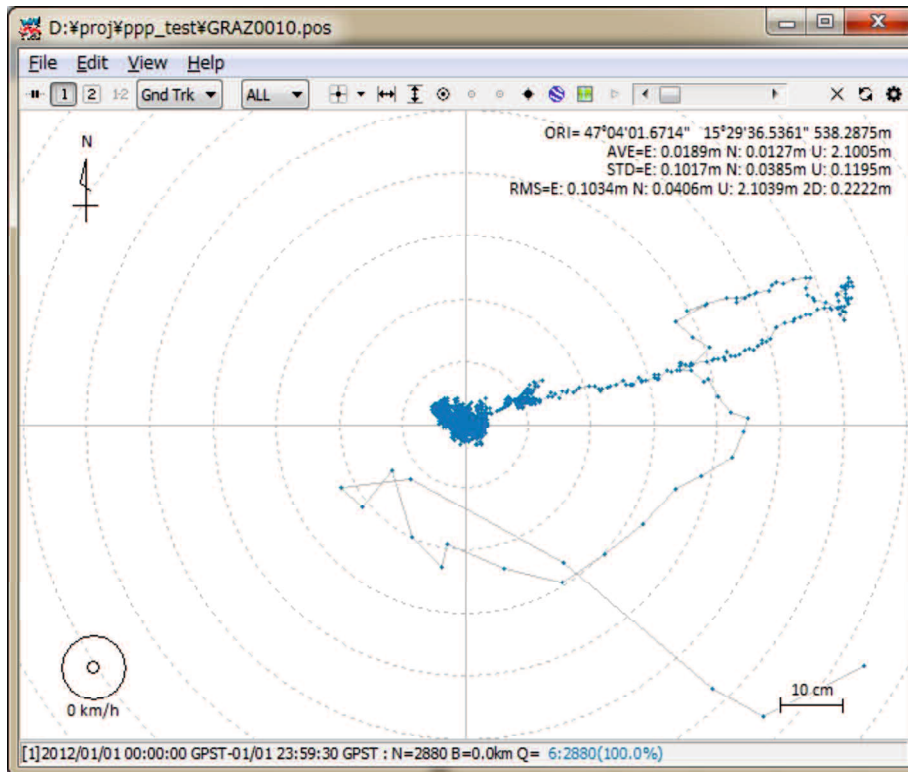 D:¥proj¥ppp_test¥GRAZ0010.pos
File Edit View Help
1 2 1-2 Gnd Trk ALL
N
ORI= 47°04'01.6714" 15°29'36.5361" 538.2875m
AVE=E: 0.0189m N: 0.0127m U: 2.1005m
STD=E: 0.1017m N: 0.0385m U: 0.1195m
RMS=E: 0.1034m N: 0.0406m U: 2.1039m 2D: 0.2222m
0 km/h
10 cm
[1]2012/01/01 00:00:00 GPST-01/01 23:59:30 GPST : N=2880 B=0.0km Q= 6:2880(100.0%)